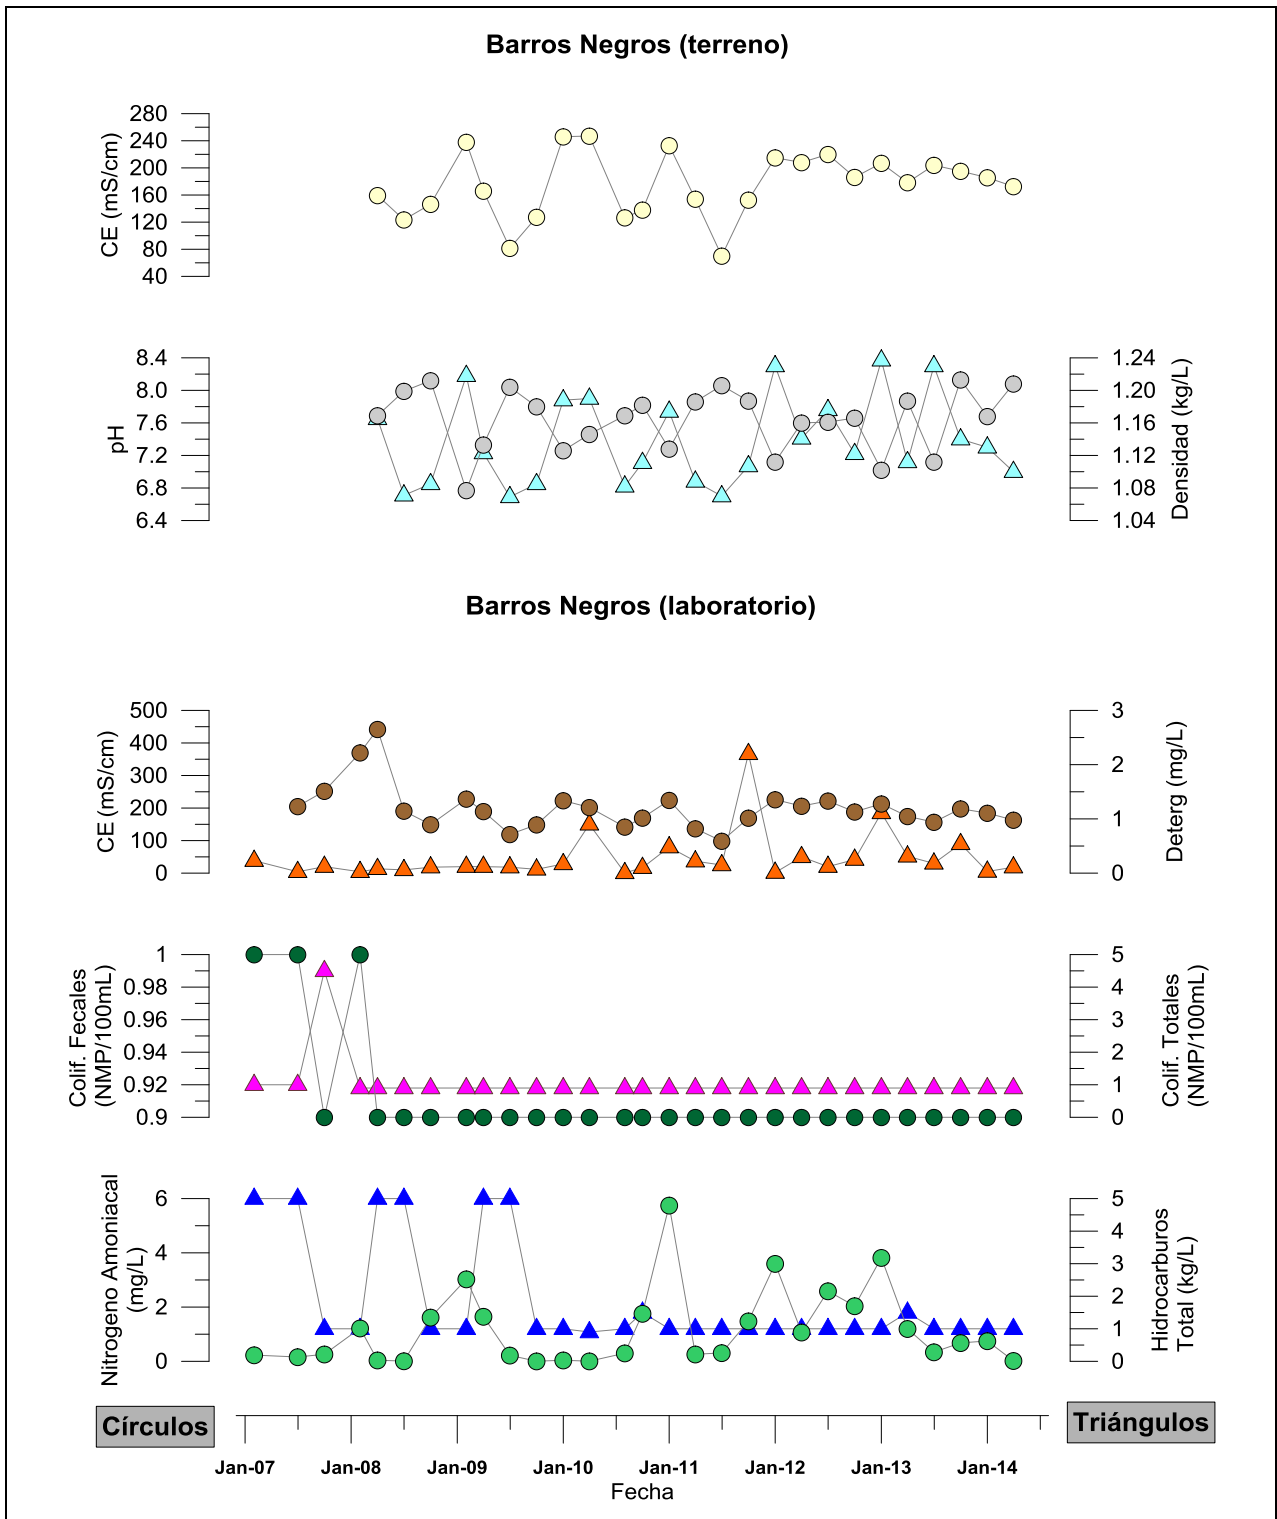 Barros Negros (terreno)
280
240
200
160
120
80
40
CE (mS/cm)
8.4
8.0
7.6
7.2
6.8
6.4
pH
1.24
1.20
1.16
1.12
1.08
1.04
Densidad (kg/L)
Barros Negros (laboratorio)
500
400
300
200
100
0
CE (mS/cm)
3
2
1
0
Deterg (mg/L)
1
0.98
0.96
0.94
0.92
0.9
Colif. Fecales
(NMP/100mL)
5
4
3
2
1
0
Colif. Totales
(NMP/100mL)
6
4
2
0
Nitrogeno Amoniacal
(mg/L)
5
4
3
2
1
0
Hidrocarburos
Total (kg/L)
Círculos
Triángulos
Jan-07 Jan-08 Jan-09 Jan-10 Jan-11 Jan-12 Jan-13 Jan-14
Fecha